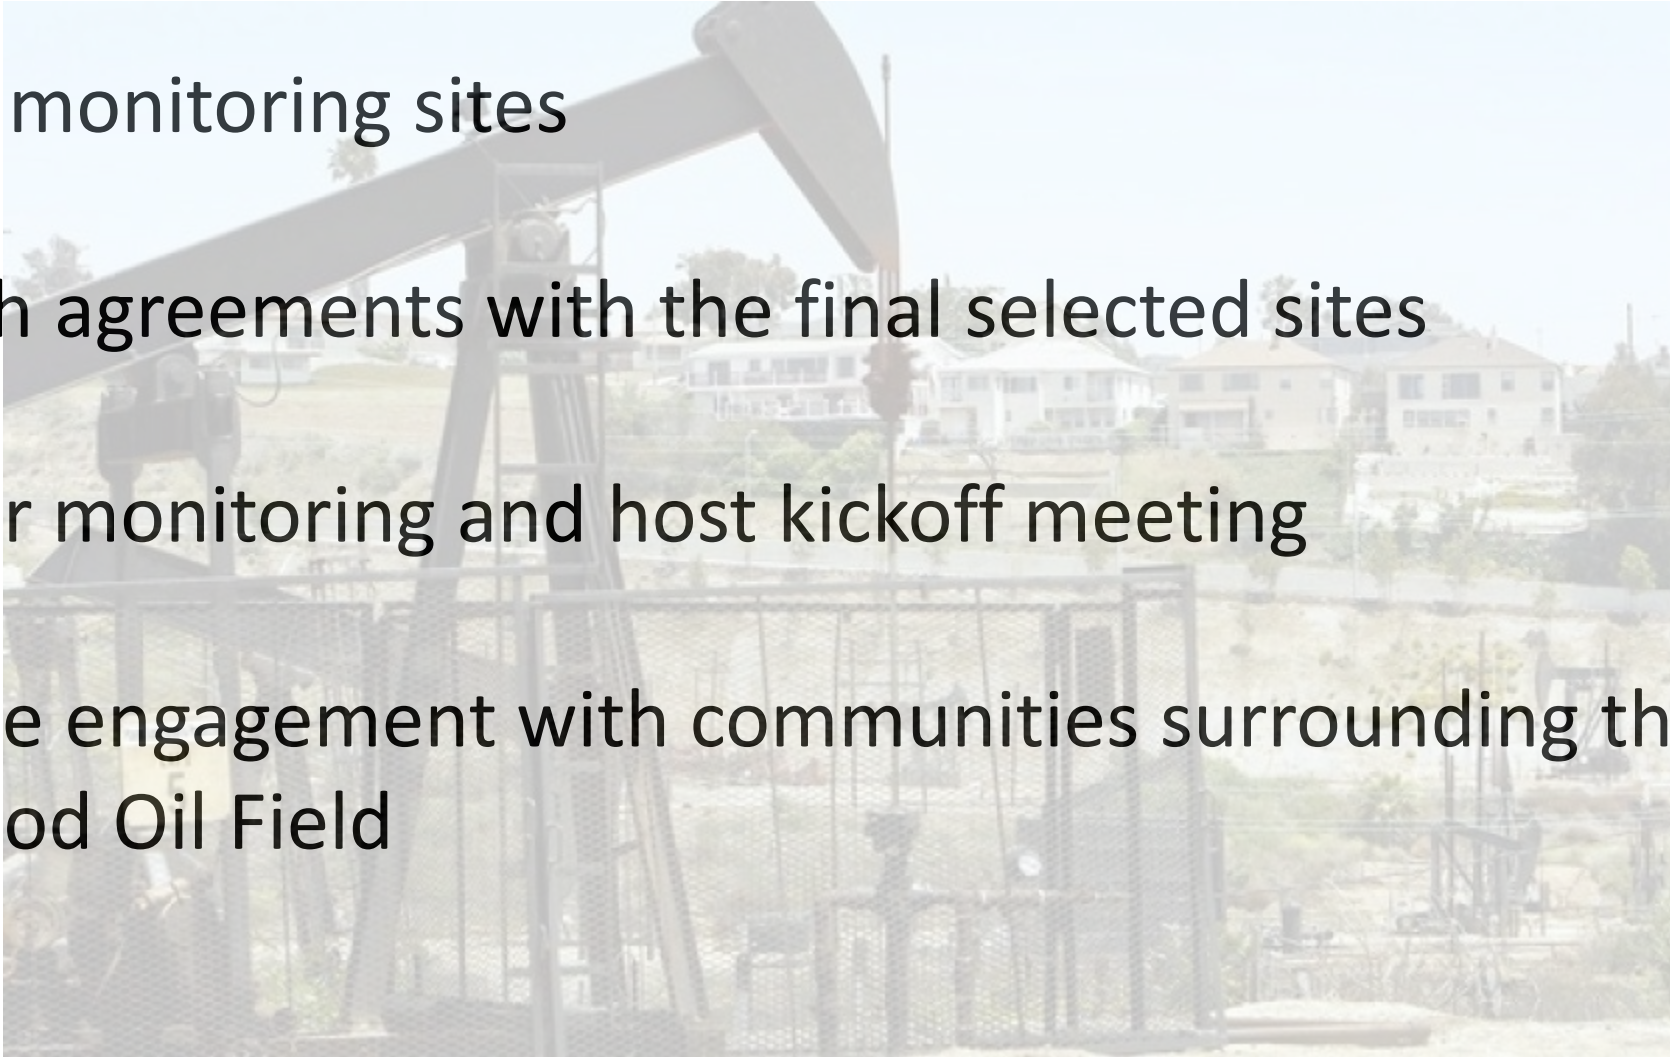 monitoring sites
h agreements with the final selected sites
r monitoring and host kickoff meeting
e engagement with communities surrounding th
od Oil Field